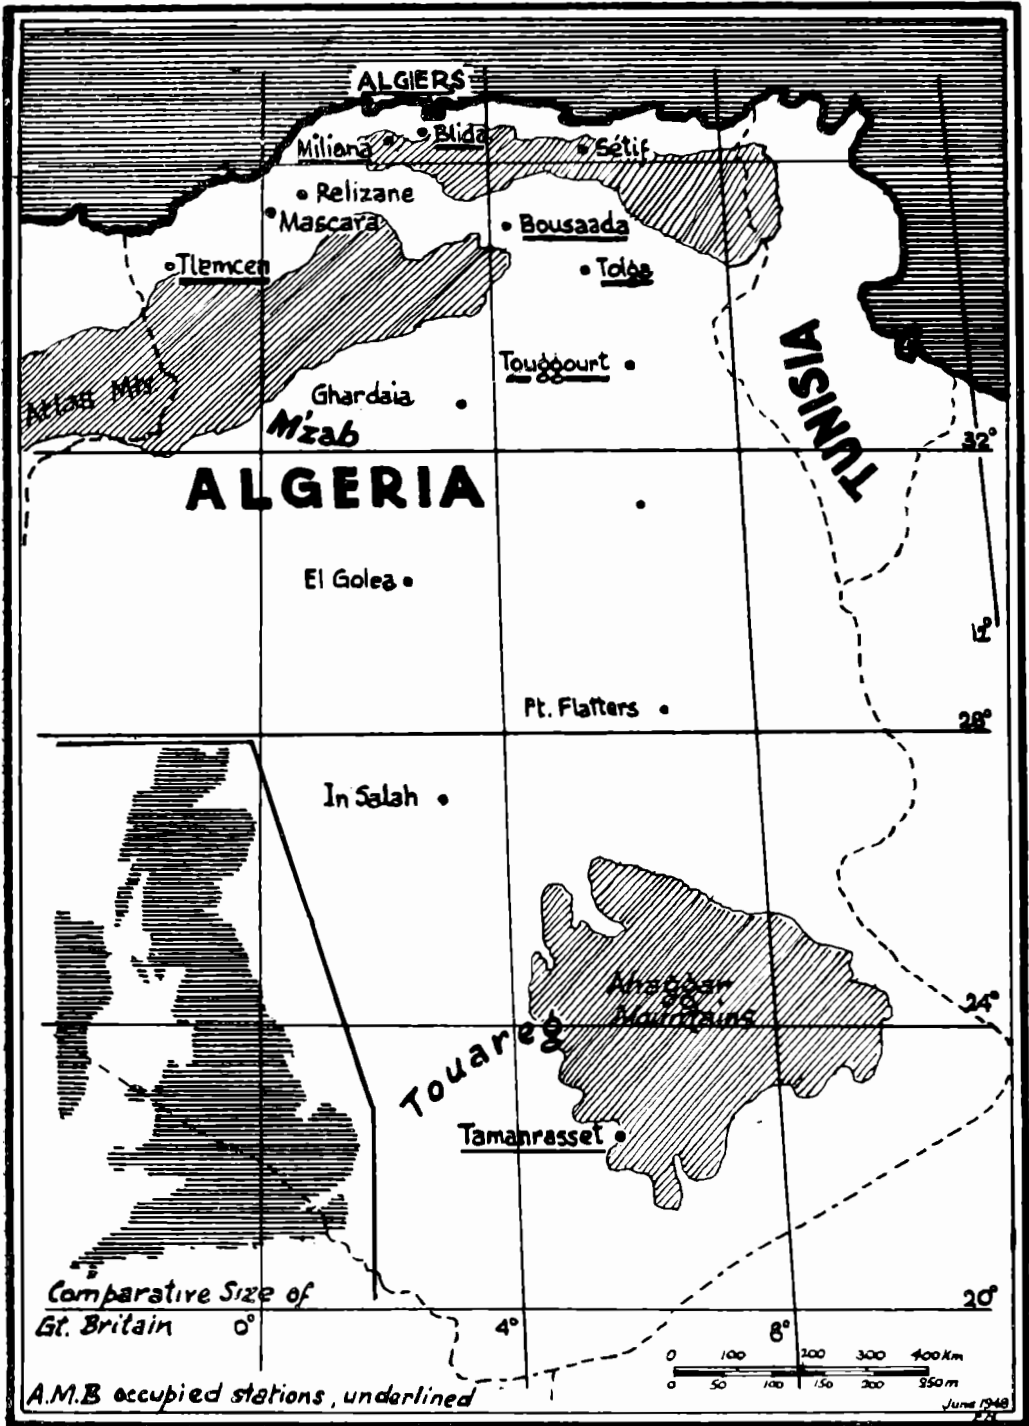 ALGIERS
Blida
Miliana
Sétif
Relizane
Mascara
Bousaada
Tlemcen
Tolga
TUNISIA
Touggourt
Atlas Mts.
Ghardaia
M'zab
32°
ALGERIA
El Golea
12°
Pt. Flatters
28°
In Salah
Ahaggar
Mountains
24°
Touareg
Tamanrasset
Comparative Size of
Gt. Britain
20°
0°
4°
8°
0 100 200 300 400 Km
0 50 100 150 200 250 m
A.M.B occupied stations, underlined
June 1948